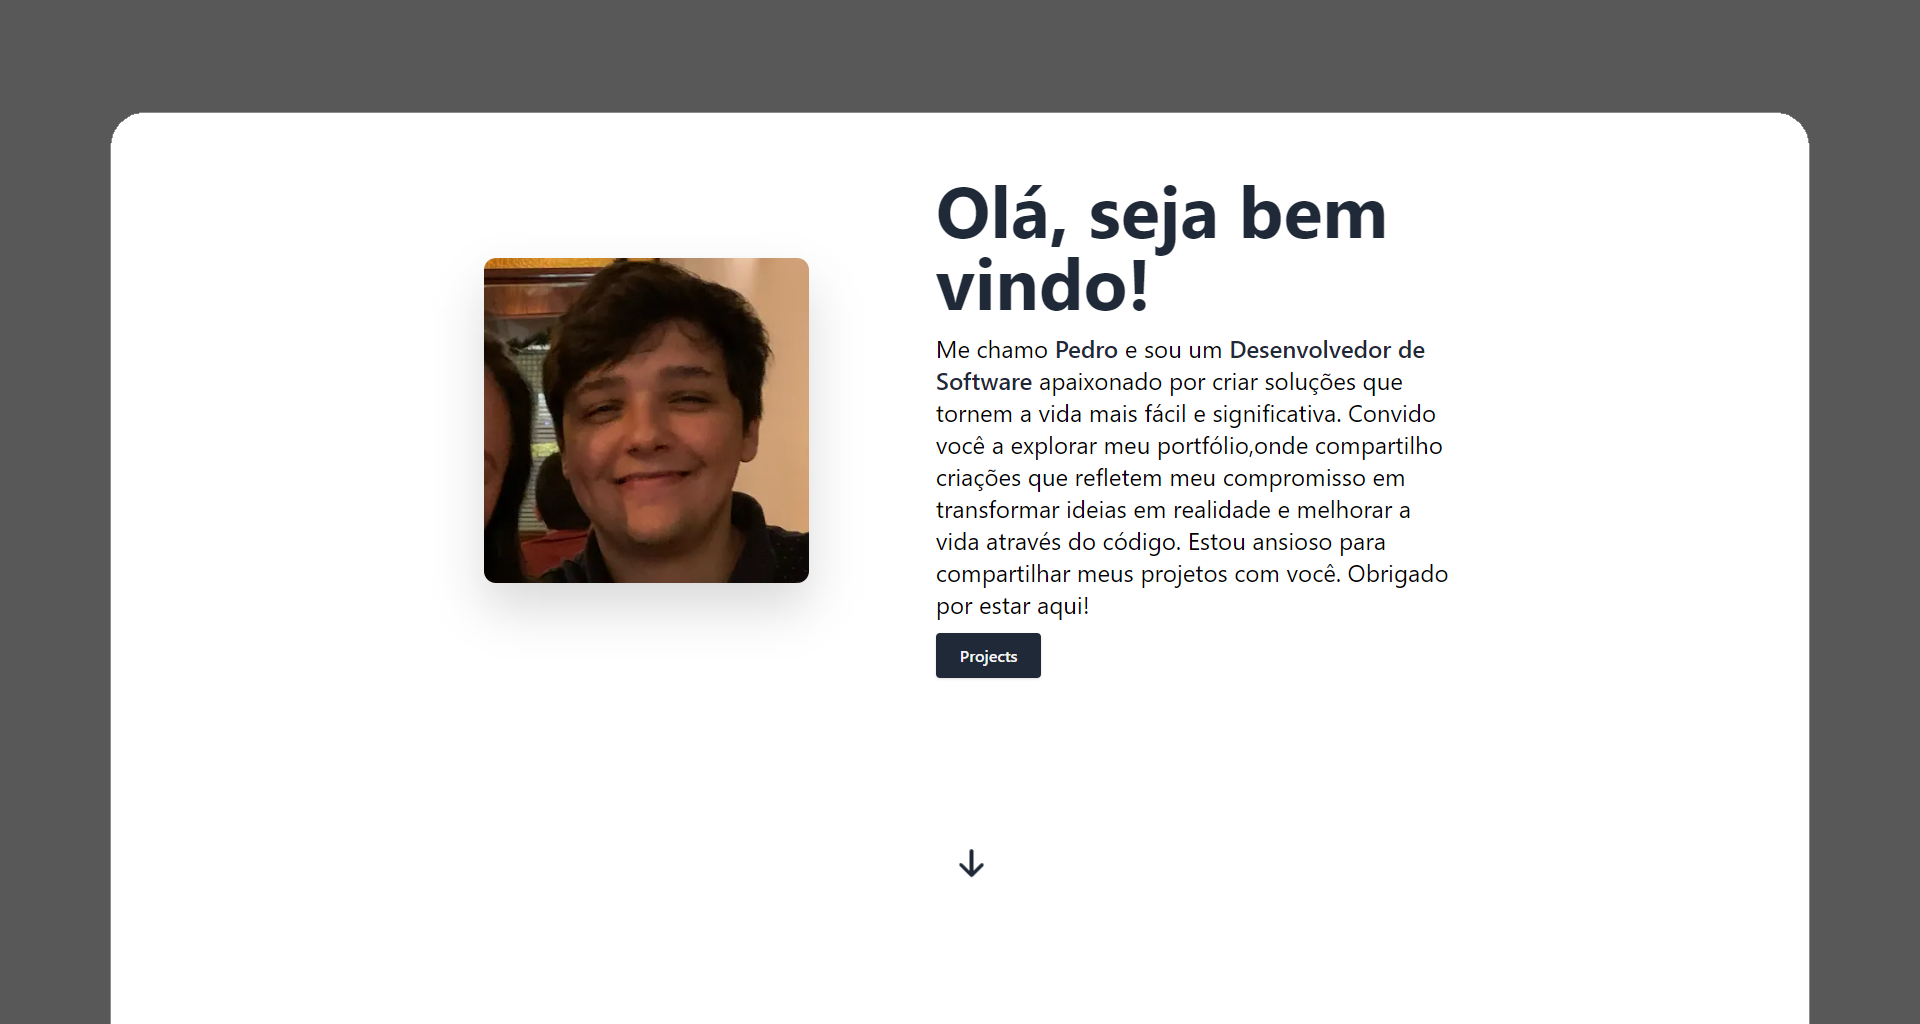 Olá, seja bem
vindo!
Me chamo Pedro e sou um Desenvolvedor de
Software apaixonado por criar soluções que
tornem a vida mais fácil e significativa. Convido
você a explorar meu portfólio,onde compartilho
criações que refletem meu compromisso em
transformar ideias em realidade e melhorar a
vida através do código. Estou ansioso para
compartilhar meus projetos com você. Obrigado
por estar aqui!
Projects